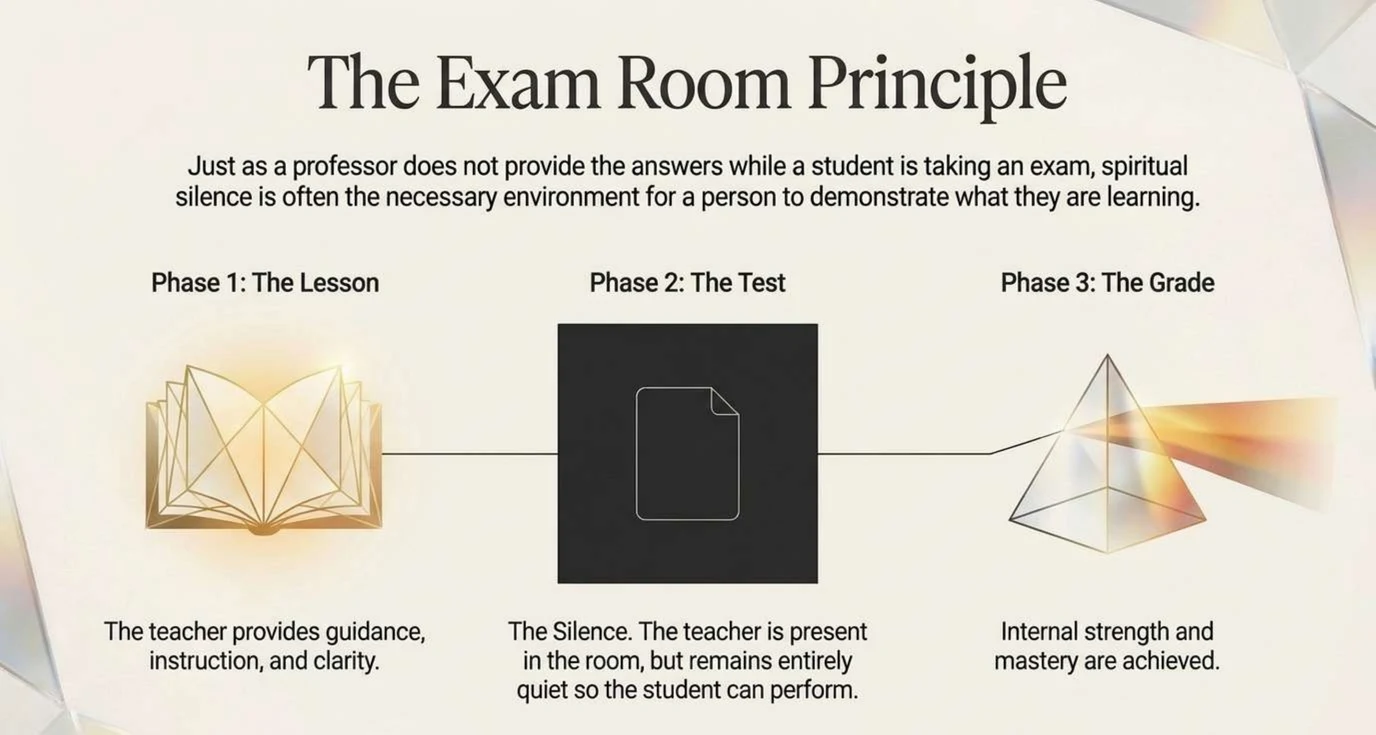 The Exam Room Principle
Just as a professor does not provide the answers while a student is taking an exam, spiritual
silence is often the necessary environment for a person to demonstrate what they are learning.
Phase 1: The Lesson
The teacher provides guidance,
instruction, and clarity.
Phase 2: The Test
The Silence. The teacher is present
in the room, but remains entirely
quiet so the student can perform.
Phase 3: The Grade
Internal strength and
mastery are achieved.